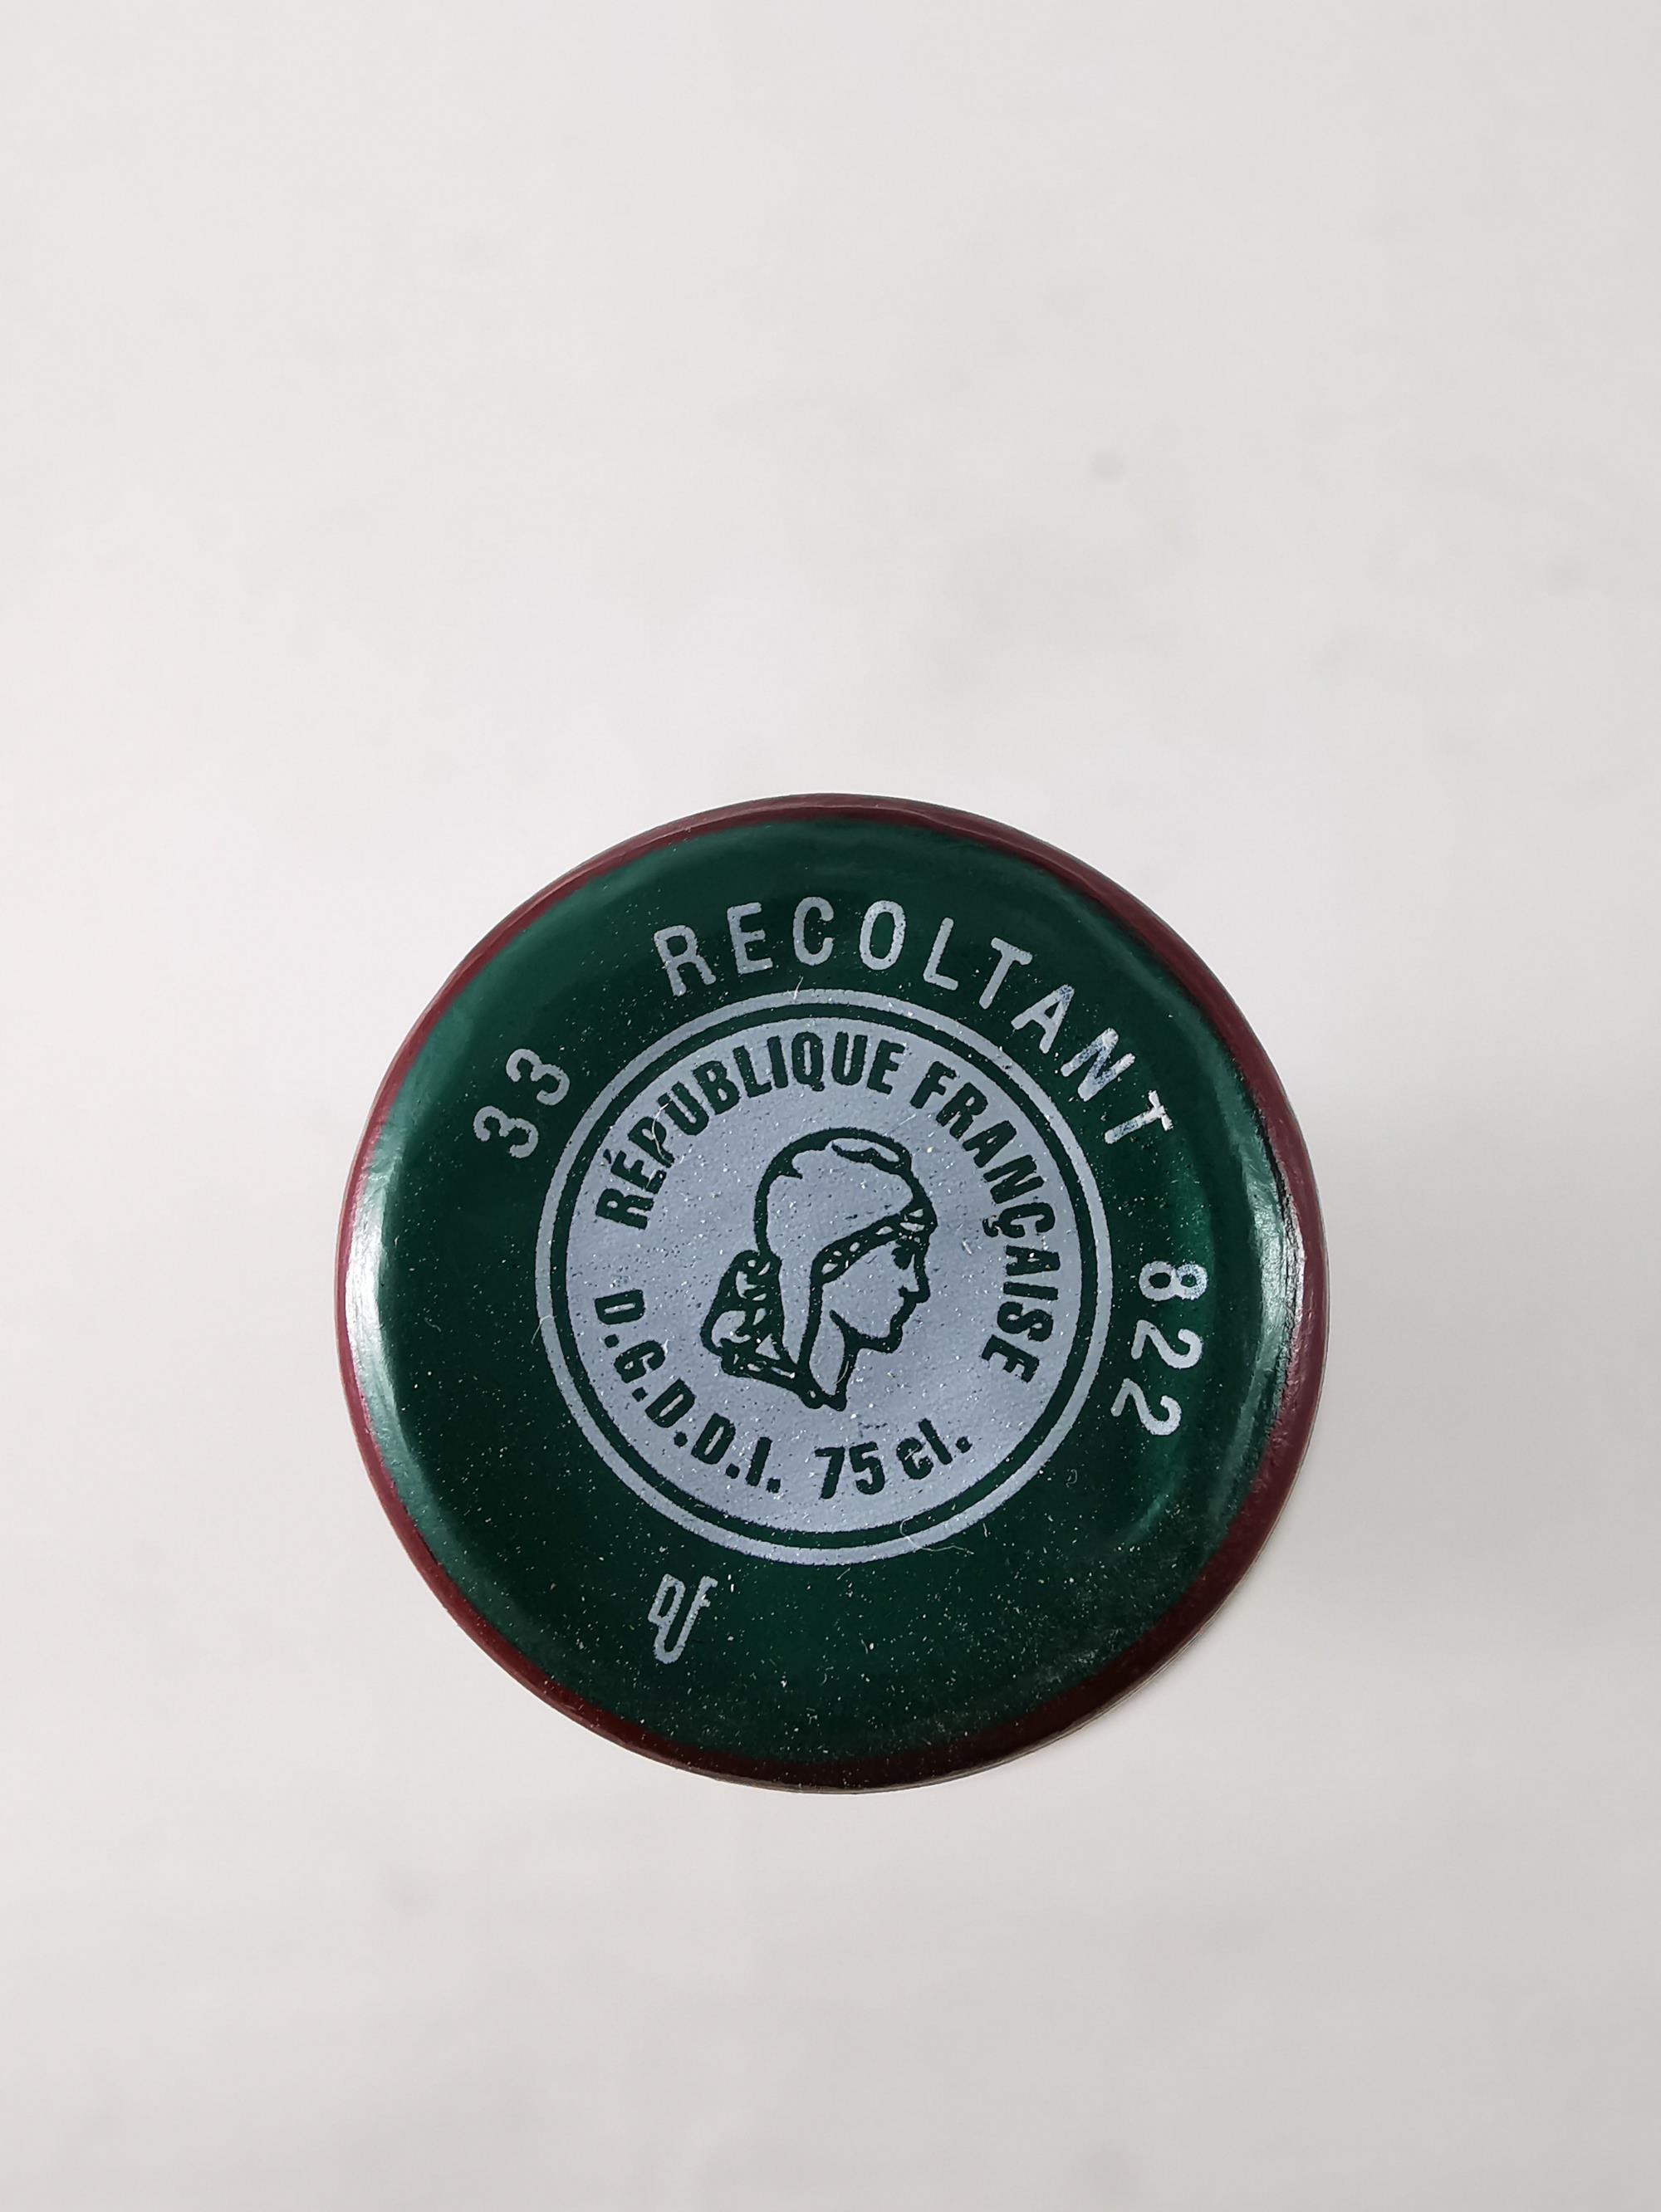 33 RECOLTANT 822
RÉPUBLIQUE FRANÇAISE
D.G.D.D.I. 75 cl.